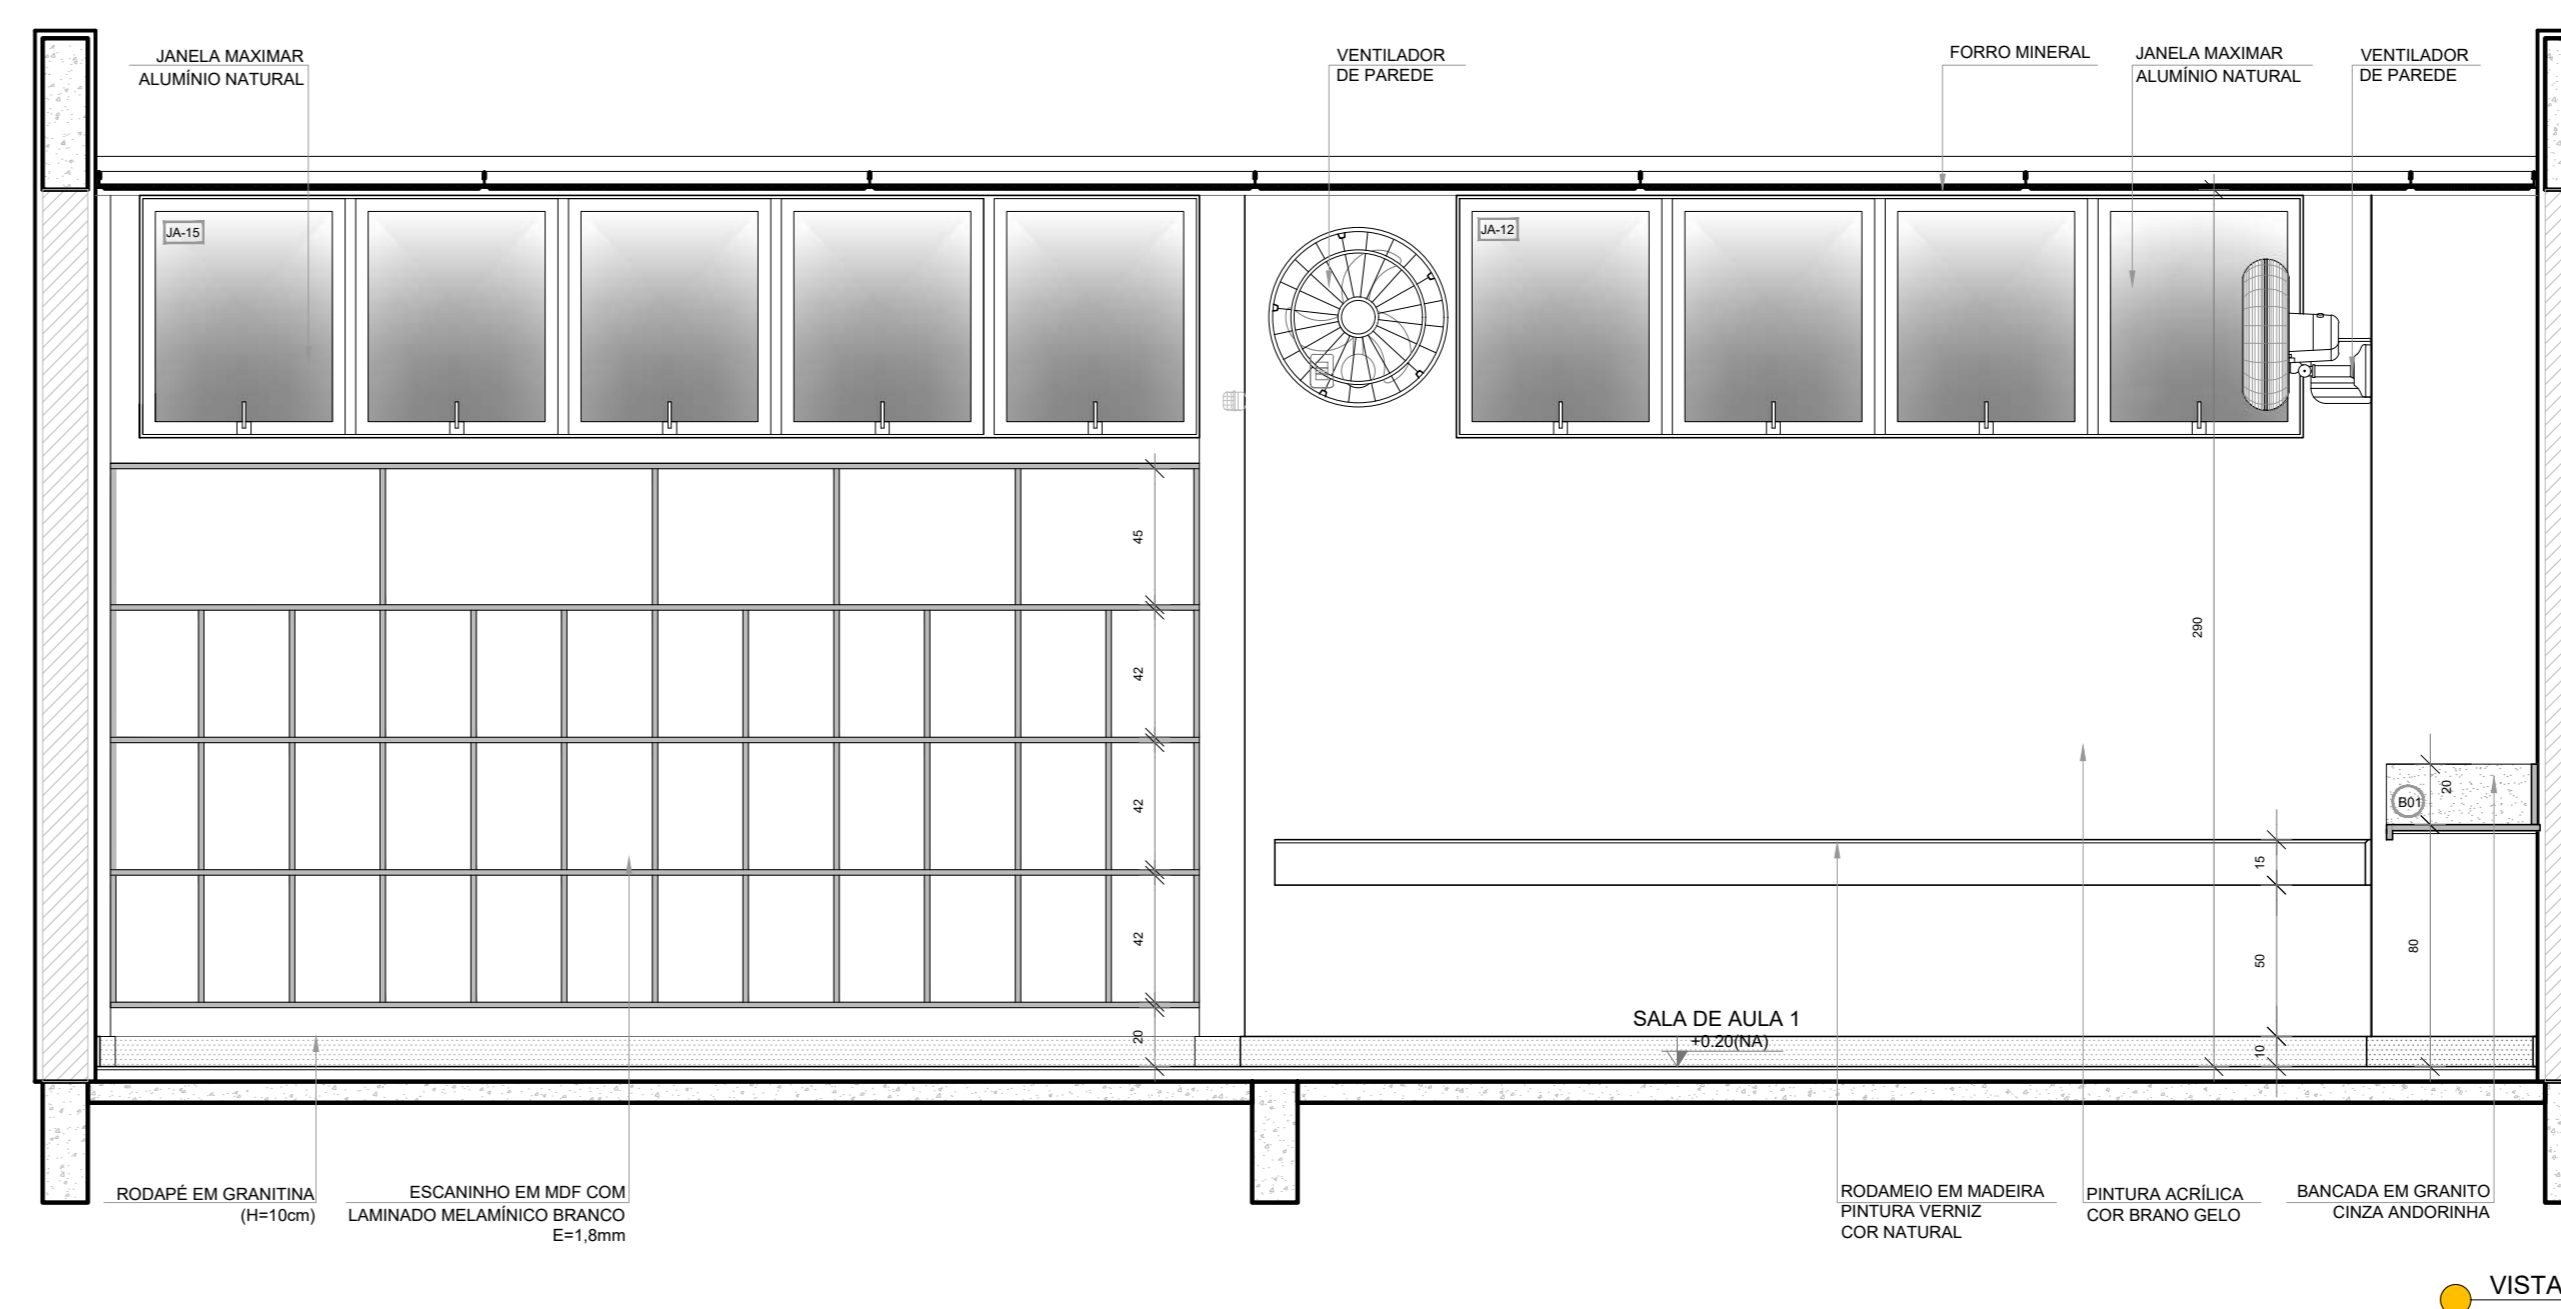 JANELA MAXIMAR
ALUMÍNIO NATURAL
VENTILADOR
DE PAREDE
FORRO MINERAL
JANELA MAXIMAR
ALUMÍNIO NATURAL
VENTILADOR
DE PAREDE
JA-15
JA-12
45
42
42
42
20
290
B01
20
15
50
80
10
SALA DE AULA 1
+0.20(NA)
RODAPÉ EM GRANITINA
(H=10cm)
ESCANINHO EM MDF COM
LAMINADO MELAMÍNICO BRANCO
E=1,8mm
RODAMEIO EM MADEIRA
PINTURA VERNIZ
COR NATURAL
PINTURA ACRÍLICA
COR BRANO GELO
BANCADA EM GRANITO
CINZA ANDORINHA
VISTA